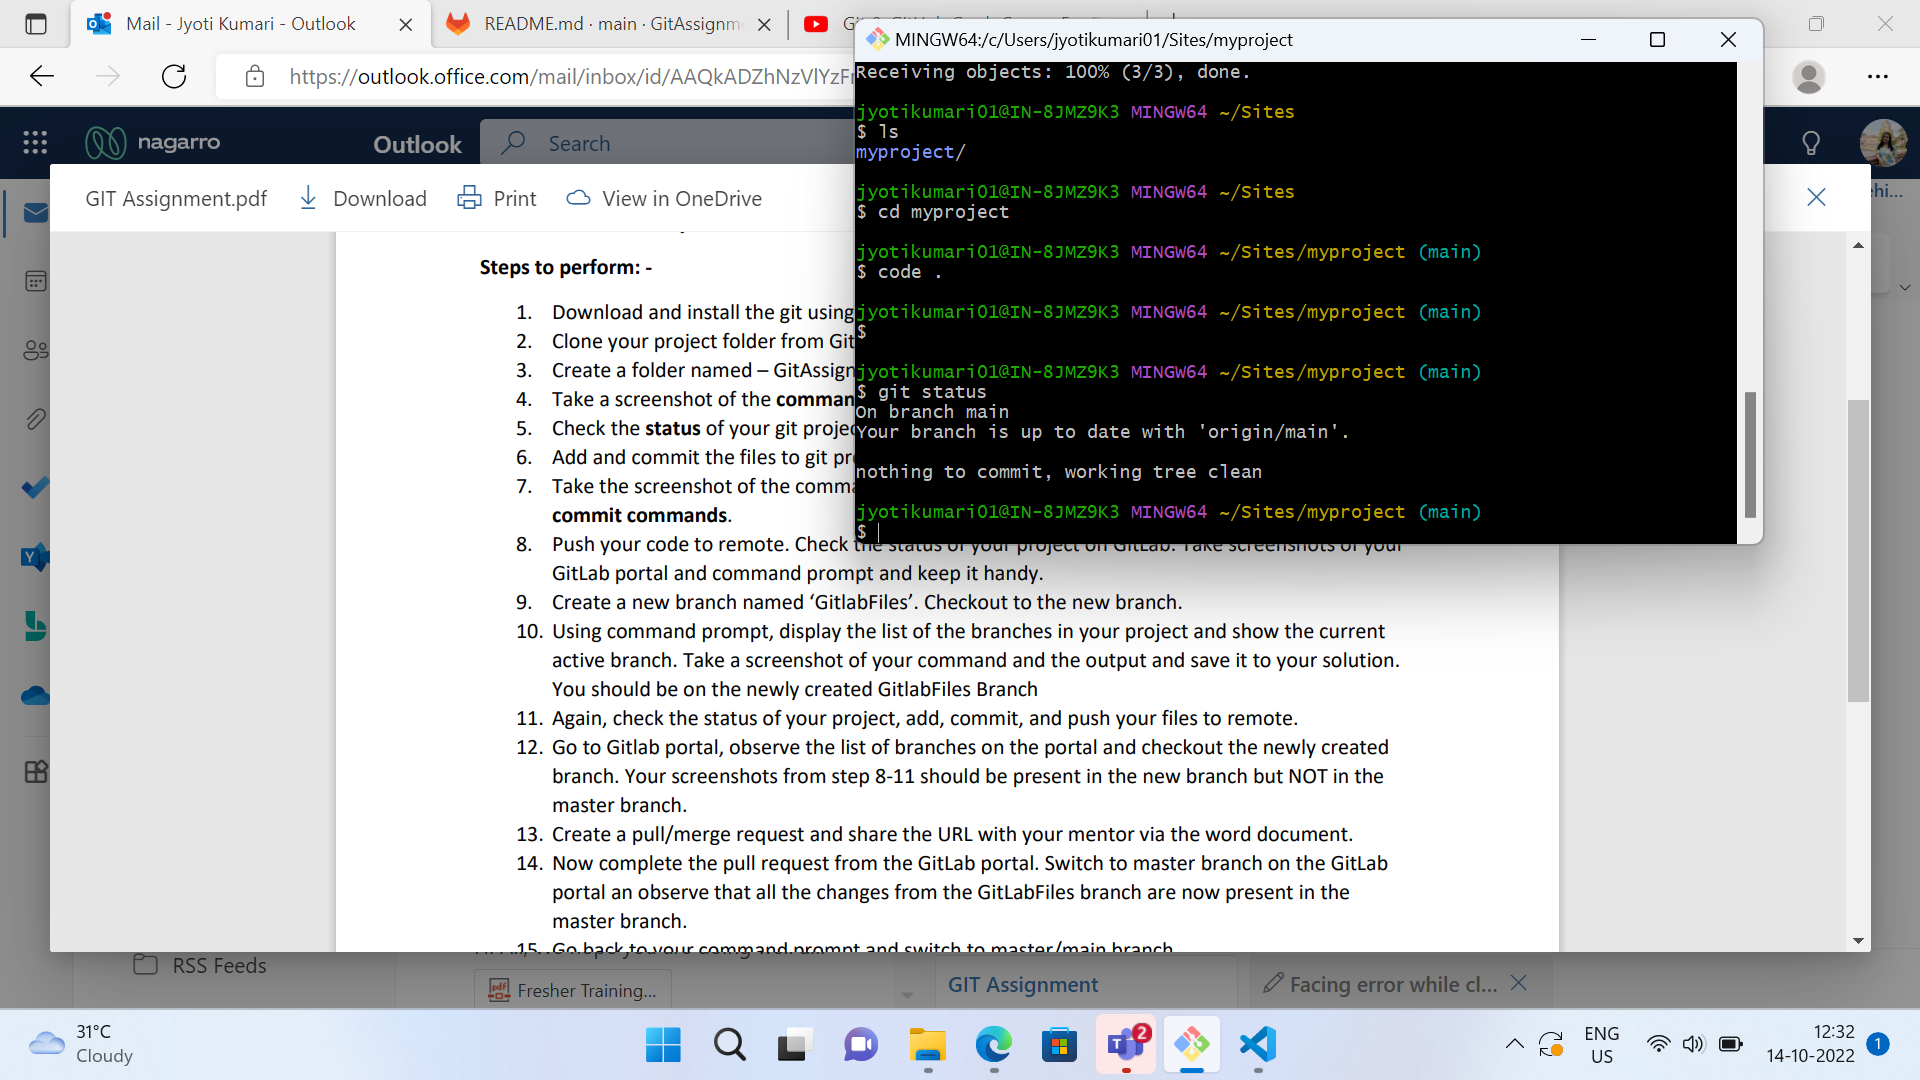 Mail - Jyoti Kumari - Outlook
README.md · main · GitAssignm
https://outlook.office.com/mail/inbox/id/AAQkADZhNzVlYzF
nagarro
Outlook
Search
GIT Assignment.pdf
Download
Print
View in OneDrive
Steps to perform: -
1. Download and install the git using
2. Clone your project folder from Git
3. Create a folder named – GitAssign
4. Take a screenshot of the comman
5. Check the status of your git projec
6. Add and commit the files to git pr
7. Take the screenshot of the comma
commit commands.
8. Push your code to remote. Check the status of your project on GitLab. Take screenshots of your
GitLab portal and command prompt and keep it handy.
9. Create a new branch named ‘GitlabFiles’. Checkout to the new branch.
10. Using command prompt, display the list of the branches in your project and show the current
active branch. Take a screenshot of your command and the output and save it to your solution.
You should be on the newly created GitlabFiles Branch
11. Again, check the status of your project, add, commit, and push your files to remote.
12. Go to Gitlab portal, observe the list of branches on the portal and checkout the newly created
branch. Your screenshots from step 8-11 should be present in the new branch but NOT in the
master branch.
13. Create a pull/merge request and share the URL with your mentor via the word document.
14. Now complete the pull request from the GitLab portal. Switch to master branch on the GitLab
portal an observe that all the changes from the GitLabFiles branch are now present in the
master branch.
15. Go back to your command prompt and switch to master/main branch
MINGW64:/c/Users/jyotikumari01/Sites/myproject
Receiving objects: 100% (3/3), done.
jyotikumari01@IN-8JMZ9K3 MINGW64 ~/Sites
$ ls
myproject/
jyotikumari01@IN-8JMZ9K3 MINGW64 ~/Sites
$ cd myproject
jyotikumari01@IN-8JMZ9K3 MINGW64 ~/Sites/myproject (main)
$ code .
jyotikumari01@IN-8JMZ9K3 MINGW64 ~/Sites/myproject (main)
$
jyotikumari01@IN-8JMZ9K3 MINGW64 ~/Sites/myproject (main)
$ git status
On branch main
Your branch is up to date with 'origin/main'.
nothing to commit, working tree clean
jyotikumari01@IN-8JMZ9K3 MINGW64 ~/Sites/myproject (main)
$
RSS Feeds
Fresher Training...
GIT Assignment
Facing error while cl...
31°C
Cloudy
2
ENG
US
12:32
14-10-2022
1